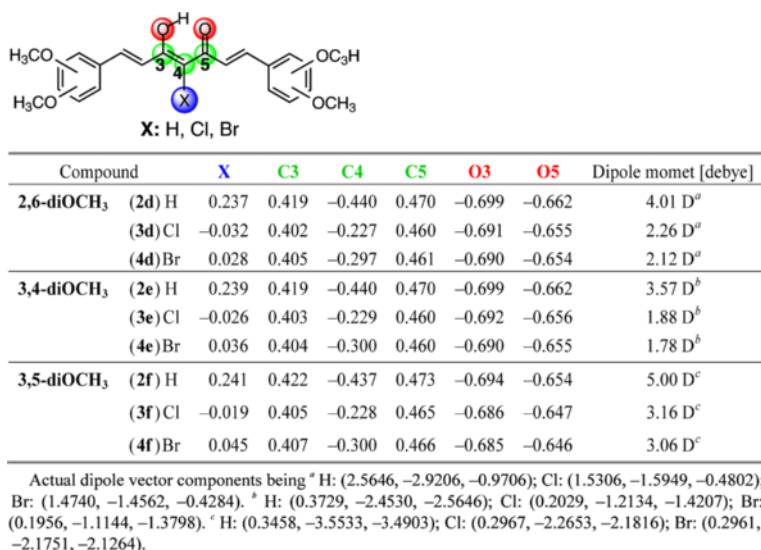 H
O O
H₃CO OC₃H
3 4 5
H₃CO X OCH₃
X: H, Cl, Br
Compound X C3 C4 C5 O3 O5 Dipole momet [debye]
2,6-diOCH₃ (2d) H 0.237 0.419 –0.440 0.470 –0.699 –0.662 4.01 Dᵃ
(3d)Cl –0.032 0.402 –0.227 0.460 –0.691 –0.655 2.26 Dᵃ
(4d)Br 0.028 0.405 –0.297 0.461 –0.690 –0.654 2.12 Dᵃ
3,4-diOCH₃ (2e) H 0.239 0.419 –0.440 0.470 –0.699 –0.662 3.57 Dᵇ
(3e)Cl –0.026 0.403 –0.229 0.460 –0.692 –0.656 1.88 Dᵇ
(4e)Br 0.036 0.404 –0.300 0.460 –0.690 –0.655 1.78 Dᵇ
3,5-diOCH₃ (2f) H 0.241 0.422 –0.437 0.473 –0.694 –0.654 5.00 Dᶜ
(3f)Cl –0.019 0.405 –0.228 0.465 –0.686 –0.647 3.16 Dᶜ
(4f)Br 0.045 0.407 –0.300 0.466 –0.685 –0.646 3.06 Dᶜ
Actual dipole vector components being ᵃ H: (2.5646, –2.9206, –0.9706); Cl: (1.5306, –1.5949, –0.4802);
Br: (1.4740, –1.4562, –0.4284). ᵇ H: (0.3729, –2.4530, –2.5646); Cl: (0.2029, –1.2134, –1.4207); Br:
(0.1956, –1.1144, –1.3798). ᶜ H: (0.3458, –3.5533, –3.4903); Cl: (0.2967, –2.2653, –2.1816); Br: (0.2961,
–2.1751, –2.1264).